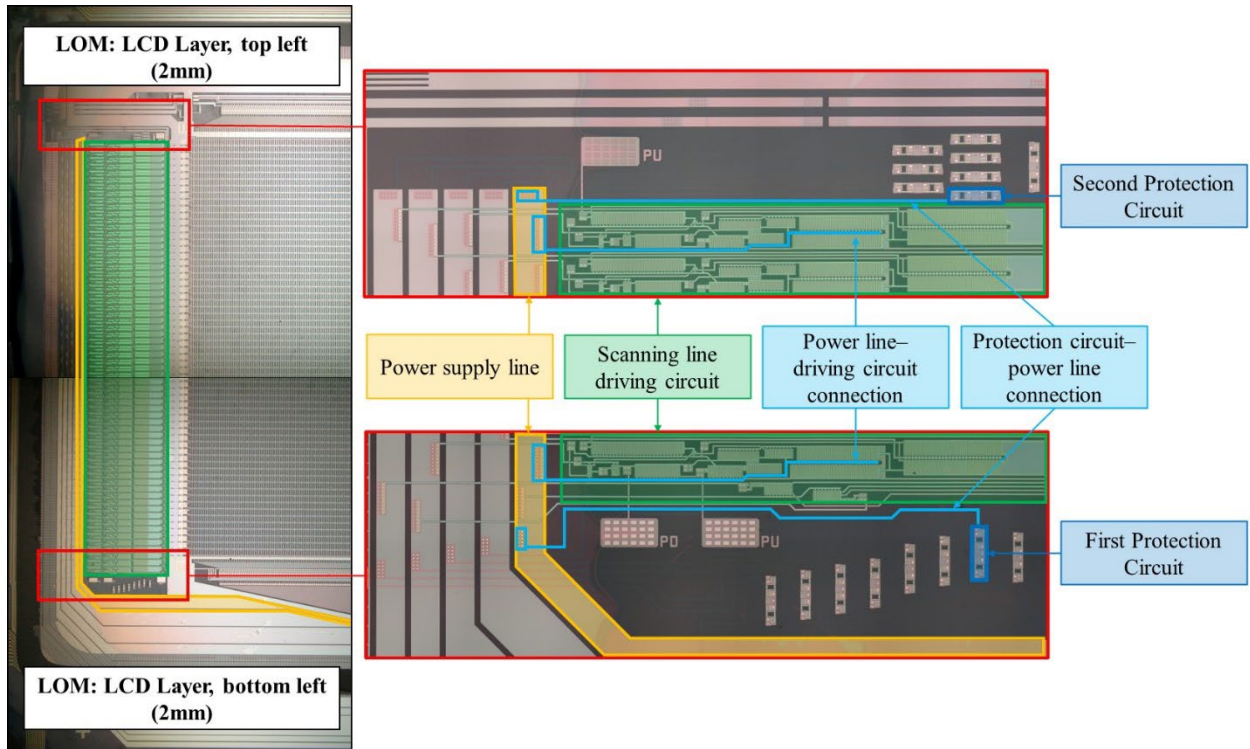 LOM: LCD Layer, top left
(2mm)
PU
Second Protection
Circuit
Power supply line
Scanning line
driving circuit
Power line–
driving circuit
connection
Protection circuit–
power line
connection
PD
PU
First Protection
Circuit
LOM: LCD Layer, bottom left
(2mm)